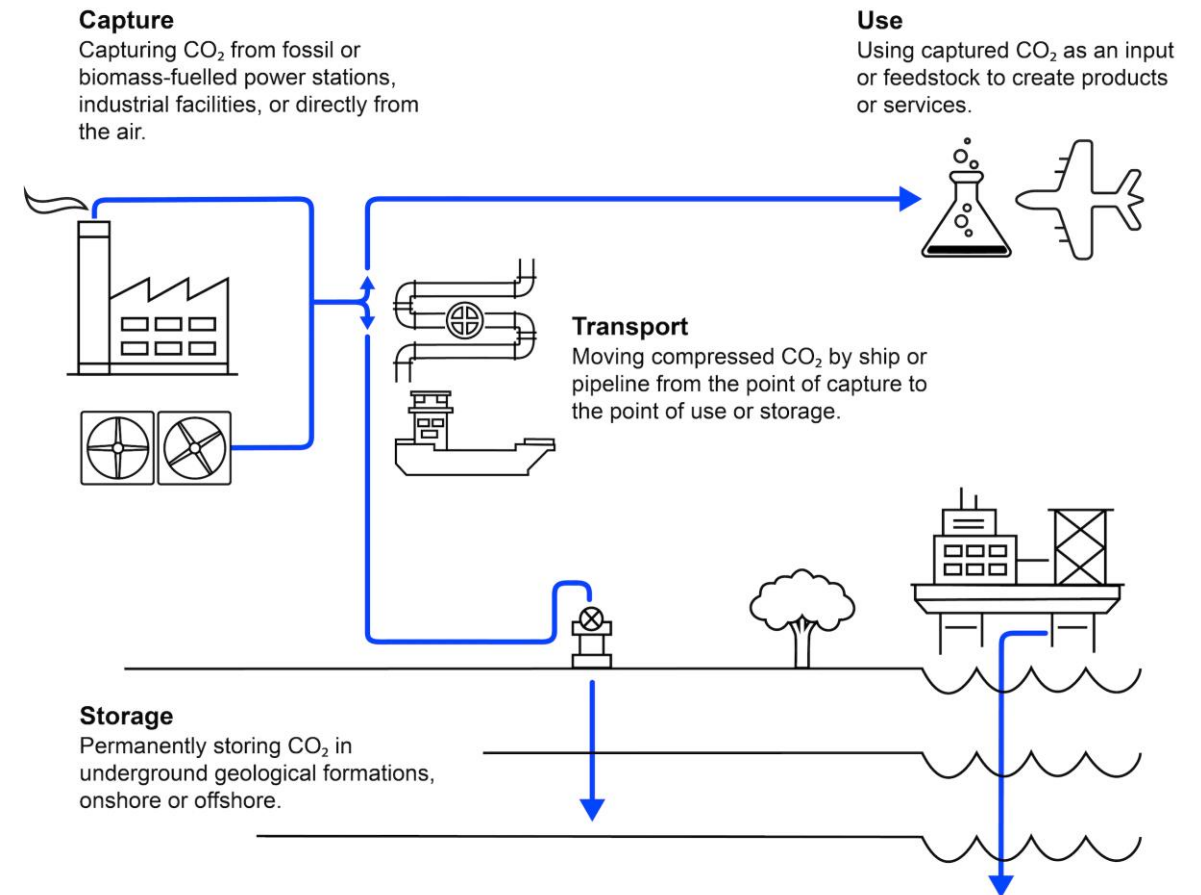 Capture
Capturing CO₂ from fossil or
biomass-fuelled power stations,
industrial facilities, or directly from
the air.
Use
Using captured CO₂ as an input
or feedstock to create products
or services.
Transport
Moving compressed CO₂ by ship or
pipeline from the point of capture to
the point of use or storage.
Storage
Permanently storing CO₂ in
underground geological formations,
onshore or offshore.